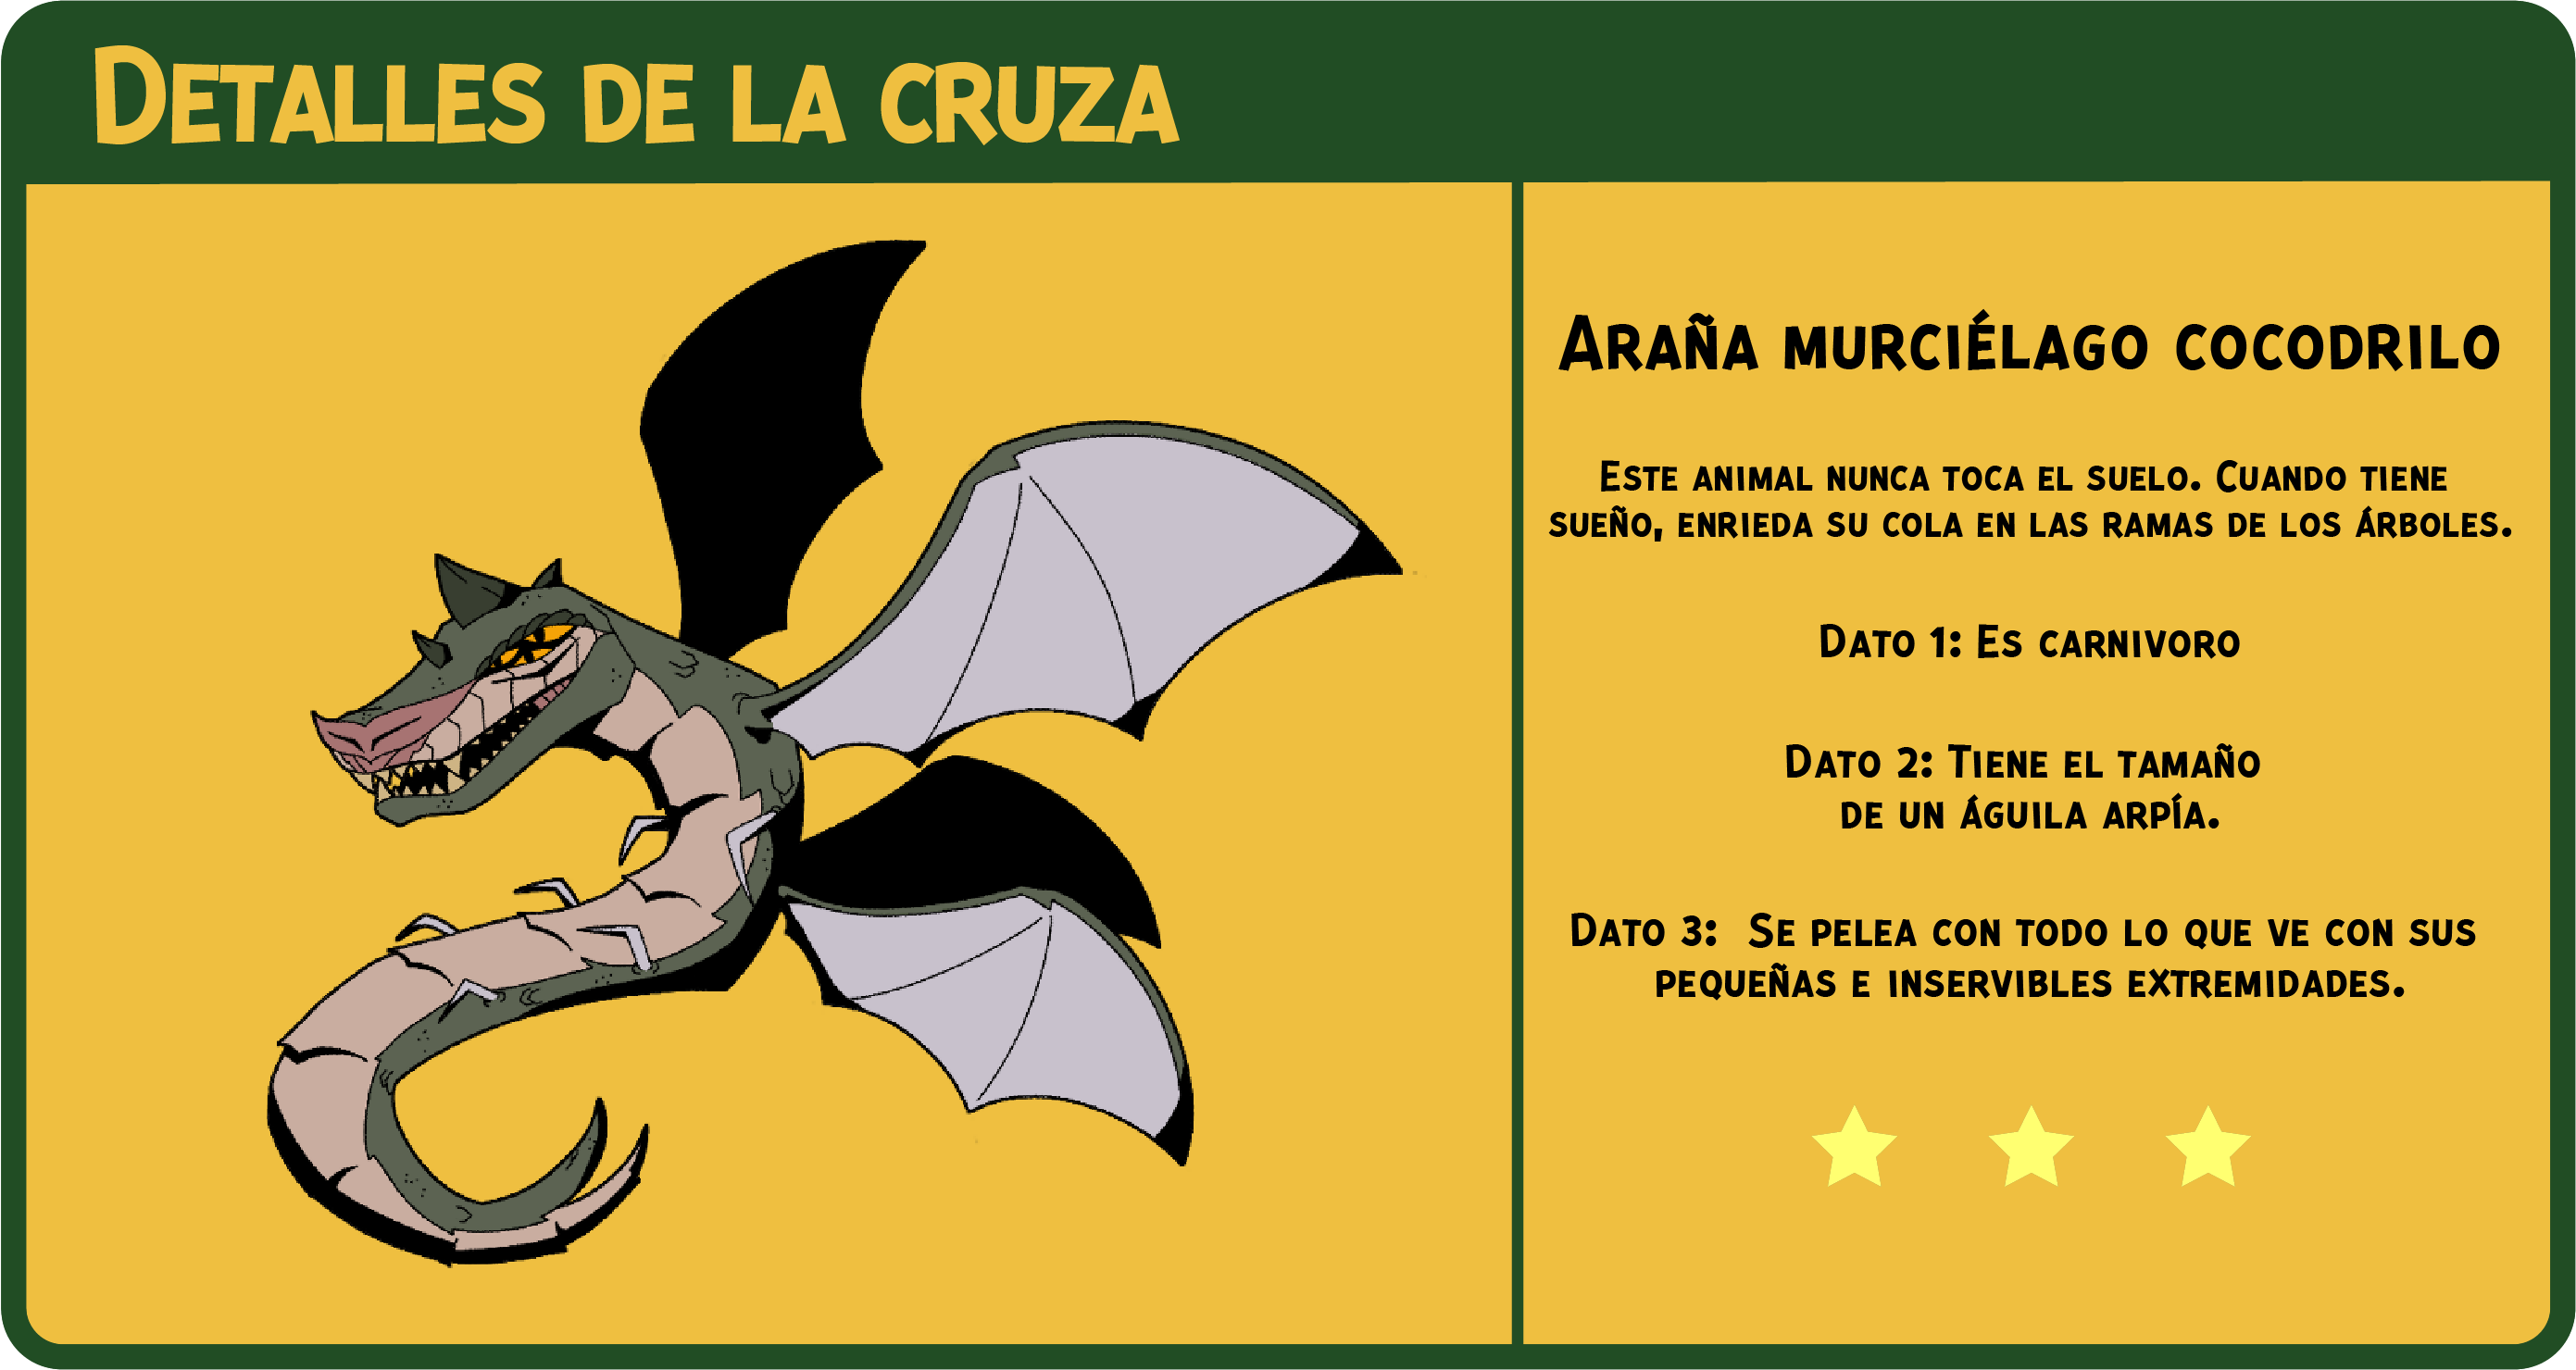 Detalles de la cruza
Araña murciélago cocodrilo
Este animal nunca toca el suelo. Cuando tiene
sueño, enrieda su cola en las ramas de los árboles.
Dato 1: Es carnivoro
Dato 2: Tiene el tamaño
de un águila arpía.
Dato 3: Se pelea con todo lo que ve con sus
pequeñas e inservibles extremidades.